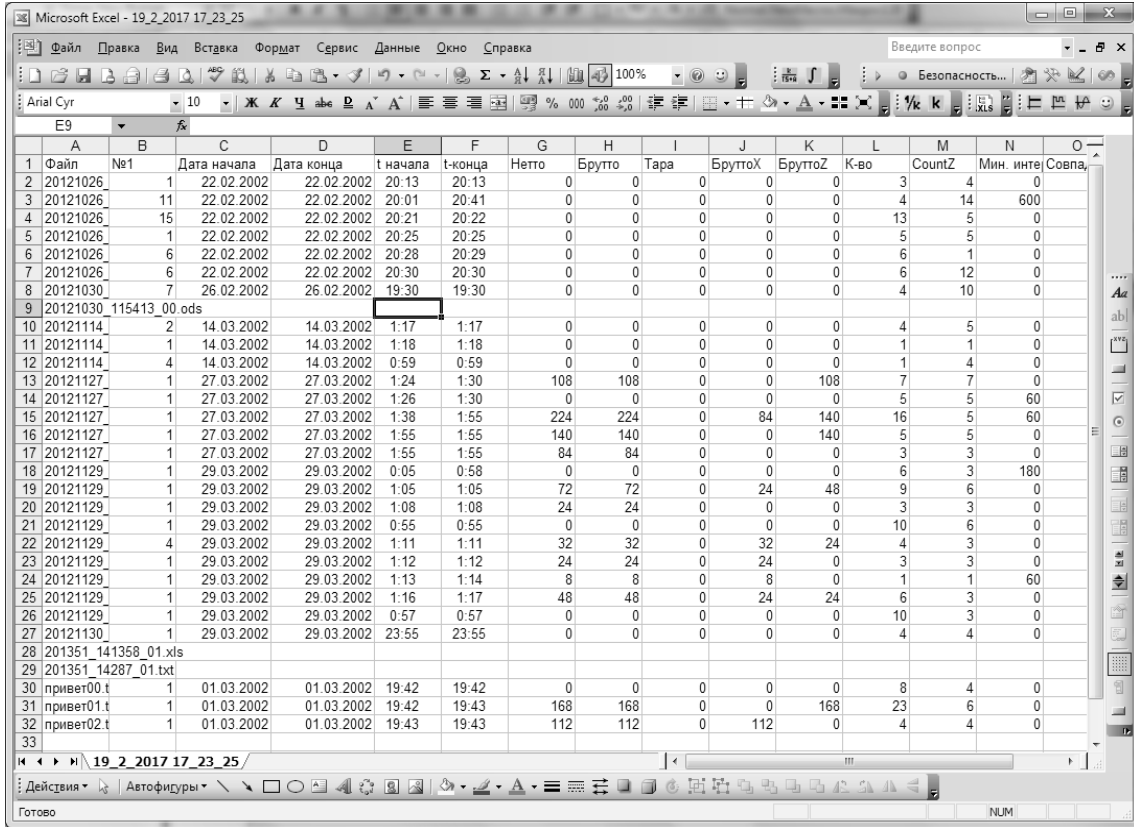 Microsoft Excel - 19_2_2017 17_23_25
Файл Правка Вид Вставка Формат Сервис Данные Окно Справка Введите вопрос
100% Безопасность...
Arial Cyr 10 Ж К Ч abc % 000
E9 fx
A B C D E F G H I J K L M N O
1 Файл №1 Дата начала Дата конца t начала t-конца Нетто Брутто Тара БруттоX БруттоZ К-во CountZ Мин. инте Совпа
2 20121026_ 1 22.02.2002 22.02.2002 20:13 20:13 0 0 0 0 0 3 4 0
3 20121026_ 11 22.02.2002 22.02.2002 20:01 20:41 0 0 0 0 0 4 14 600
4 20121026_ 15 22.02.2002 22.02.2002 20:21 20:22 0 0 0 0 0 13 5 0
5 20121026_ 1 22.02.2002 22.02.2002 20:25 20:25 0 0 0 0 0 5 5 0
6 20121026_ 6 22.02.2002 22.02.2002 20:28 20:29 0 0 0 0 0 6 1 0
7 20121026_ 6 22.02.2002 22.02.2002 20:30 20:30 0 0 0 0 0 6 12 0
8 20121030_ 7 26.02.2002 26.02.2002 19:30 19:30 0 0 0 0 0 4 10 0
9 20121030_115413_00.ods
10 20121114_ 2 14.03.2002 14.03.2002 1:17 1:17 0 0 0 0 0 4 5 0
11 20121114_ 1 14.03.2002 14.03.2002 1:18 1:18 0 0 0 0 0 1 1 0
12 20121114_ 4 14.03.2002 14.03.2002 0:59 0:59 0 0 0 0 0 1 4 0
13 20121127_ 1 27.03.2002 27.03.2002 1:24 1:30 108 108 0 0 108 7 7 0
14 20121127_ 1 27.03.2002 27.03.2002 1:26 1:30 0 0 0 0 0 5 5 60
15 20121127_ 1 27.03.2002 27.03.2002 1:38 1:55 224 224 0 84 140 16 5 60
16 20121127_ 1 27.03.2002 27.03.2002 1:55 1:55 140 140 0 0 140 5 5 0
17 20121127_ 1 27.03.2002 27.03.2002 1:55 1:55 84 84 0 0 0 3 3 0
18 20121129_ 1 29.03.2002 29.03.2002 0:05 0:58 0 0 0 0 0 6 3 180
19 20121129_ 1 29.03.2002 29.03.2002 1:05 1:05 72 72 0 24 48 9 6 0
20 20121129_ 1 29.03.2002 29.03.2002 1:08 1:08 24 24 0 0 0 3 3 0
21 20121129_ 1 29.03.2002 29.03.2002 0:55 0:57 0 0 0 0 0 10 6 0
22 20121129_ 4 29.03.2002 29.03.2002 1:11 1:11 32 32 0 32 24 4 3 0
23 20121129_ 1 29.03.2002 29.03.2002 1:12 1:12 24 24 0 24 0 3 3 0
24 20121129_ 1 29.03.2002 29.03.2002 1:13 1:14 8 8 0 8 0 1 1 60
25 20121129_ 1 29.03.2002 29.03.2002 1:16 1:17 48 48 0 24 24 6 3 0
26 20121129_ 1 29.03.2002 29.03.2002 0:57 0:57 0 0 0 0 0 10 3 0
27 20121130_ 1 29.03.2002 29.03.2002 23:55 23:55 0 0 0 0 0 4 4 0
28 201351_141358_01.xls
29 201351_14287_01.txt
30 привет00.t 1 01.03.2002 01.03.2002 19:42 19:42 0 0 0 0 0 8 4 0
31 привет01.t 1 01.03.2002 01.03.2002 19:42 19:43 168 168 0 0 168 23 6 0
32 привет02.t 1 01.03.2002 01.03.2002 19:43 19:43 112 112 0 112 0 4 4 0
33
19_2_2017 17_23_25
Действия Автофигуры
Готово NUM